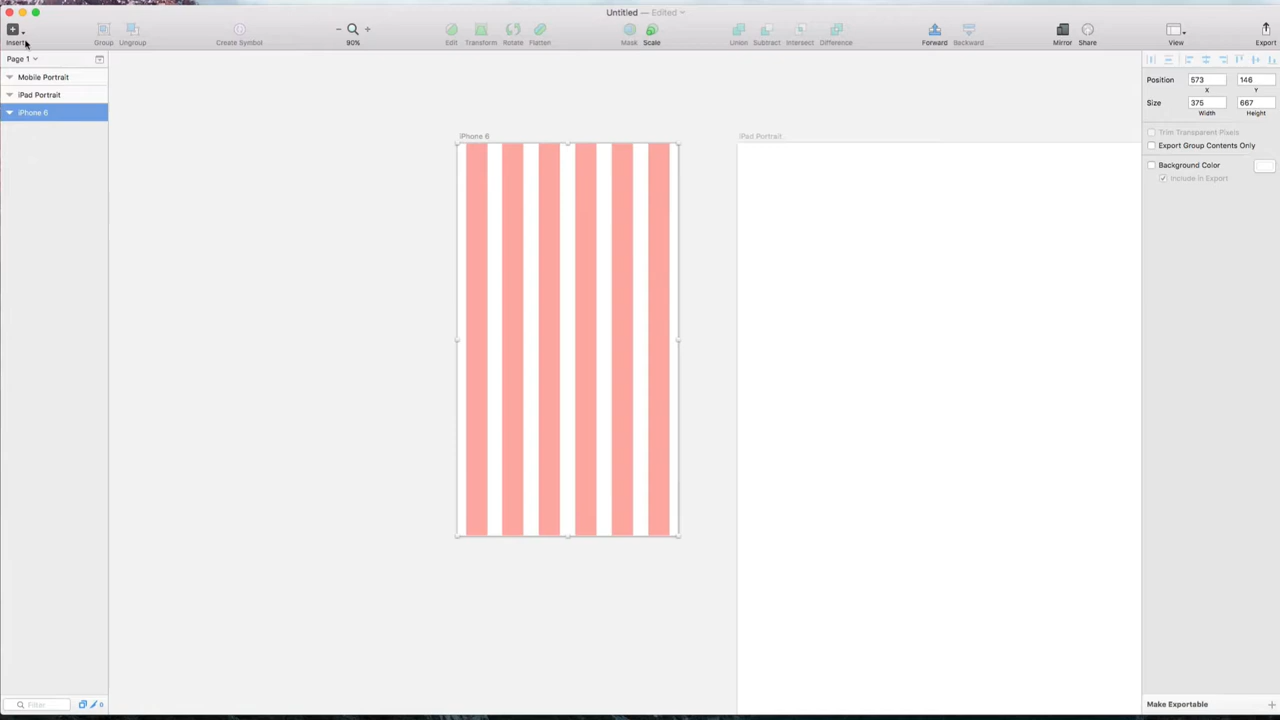 Untitled — Edited
Insert
Group
Ungroup
Create Symbol
90%
Edit
Transform
Rotate
Flatten
Mask
Scale
Union
Subtract
Intersect
Difference
Forward
Backward
Mirror
Share
View
Export
Page 1
Mobile Portrait
iPad Portrait
iPhone 6
iPhone 6
iPad Portrait
Position 573 146
X Y
Size 375 667
Width Height
Trim Transparent Pixels
Export Group Contents Only
Background Color
Include in Export
Filter
0
Make Exportable